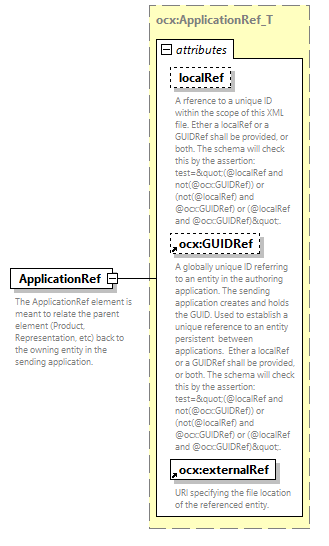 ocx:ApplicationRef_T
attributes
localRef
A rference to a unique ID
within the scope of this XML
file. Ether a localRef or a
GUIDRef shall be provided, or
both. The schema will check
this by the assertion:
test=&quot;(@localRef and
not(@ocx:GUIDRef)) or
(not(@localRef) and
@ocx:GUIDRef) or (@localRef
and @ocx:GUIDRef)&quot;.
ocx:GUIDRef
A globally unique ID referring
to an entity in the authoring
application. The sending
application creates and holds
the GUID. Used to establish a
unique reference to an entity
persistent  between
applications.  Ether a localRef
or a GUIDRef shall be provided,
or both. The schema will check
this by the assertion:
test=&quot;(@localRef and
not(@ocx:GUIDRef)) or
(not(@localRef) and
@ocx:GUIDRef) or (@localRef
and @ocx:GUIDRef)&quot;.
ocx:externalRef
URI specifying the file location
of the referenced entity.
ApplicationRef
The ApplicationRef element is
meant to relate the parent
element (Product,
Representation, etc) back to
the owning entity in the
sending application.